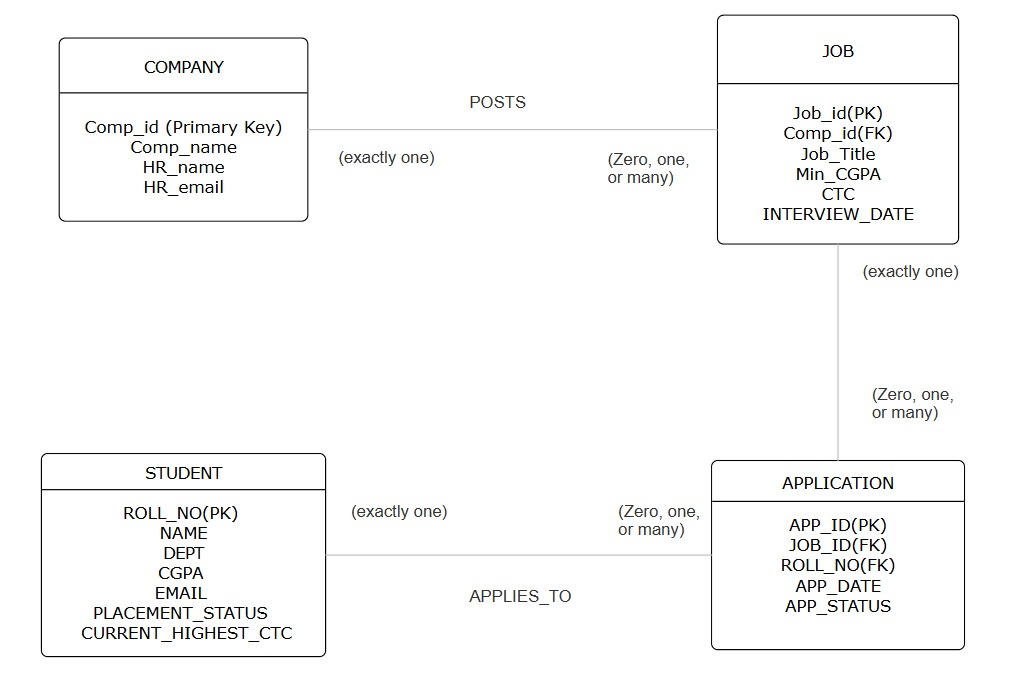 COMPANY
Comp_id (Primary Key)
Comp_name
HR_name
HR_email
POSTS
(exactly one)
(Zero, one,
or many)
JOB
Job_id(PK)
Comp_id(FK)
Job_Title
Min_CGPA
CTC
INTERVIEW_DATE
(exactly one)
(Zero, one,
or many)
STUDENT
ROLL_NO(PK)
NAME
DEPT
CGPA
EMAIL
PLACEMENT_STATUS
CURRENT_HIGHEST_CTC
(exactly one)
(Zero, one,
or many)
APPLIES_TO
APPLICATION
APP_ID(PK)
JOB_ID(FK)
ROLL_NO(FK)
APP_DATE
APP_STATUS